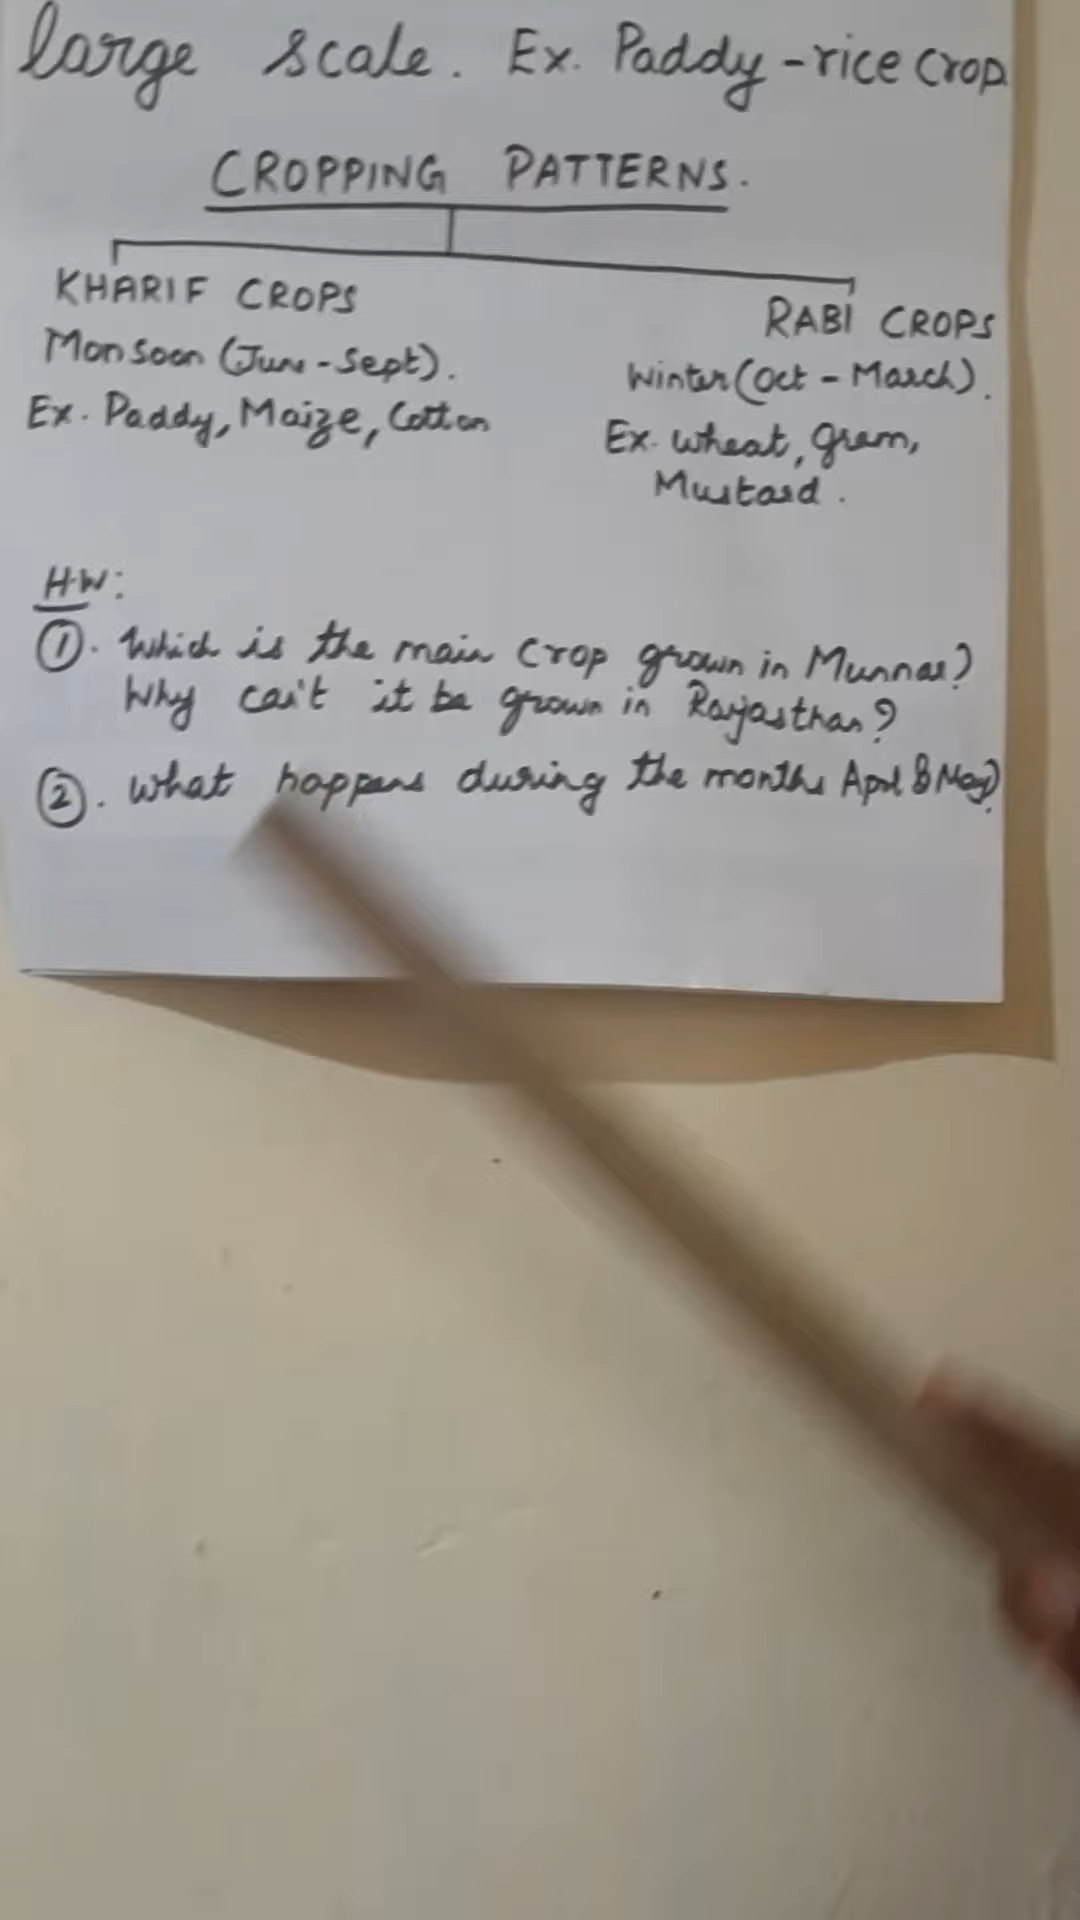 large scale. Ex. Paddy-rice crop
CROPPING PATTERNS.
KHARIF CROPS
Monsoon (June-Sept).
Ex. Paddy, Maize, Cotton
RABI CROPS
Winter (Oct - March).
Ex. Wheat, gram,
Mustard.
HW:
①. Which is the main crop grown in Munnar?
Why can't it be grown in Rajasthan?
②. What happens during the months April & May?